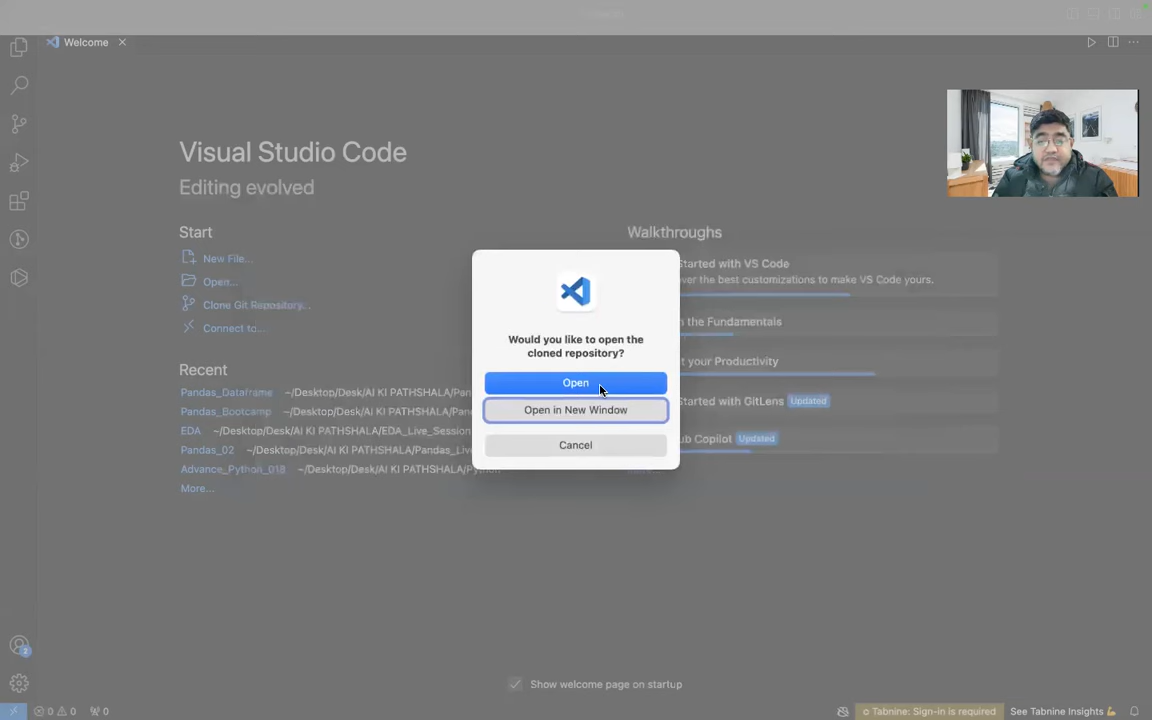 Welcome
Visual Studio Code
Editing evolved
Start
New File...
Open...
Clone Git Repository...
Connect to...
Recent
Pandas_Dataframe ~/Desktop/Desk/AI KI PATHSHALA/Pan
Pandas_Bootcamp ~/Desktop/Desk/AI KI PATHSHALA/Pan
EDA ~/Desktop/Desk/AI KI PATHSHALA/EDA_Live_Session
Pandas_02 ~/Desktop/Desk/AI KI PATHSHALA/Pandas_Liv
Advance_Python_018 ~/Desktop/Desk/AI KI PATHSHALA/Python
More...
Would you like to open the
cloned repository?
Open
Open in New Window
Cancel
Walkthroughs
Started with VS Code
over the best customizations to make VS Code yours.
n the Fundamentals
t your Productivity
Started with GitLens Updated
ub Copilot Updated
Show welcome page on startup
2
0 0 0
Tabnine: Sign-in is required
See Tabnine Insights